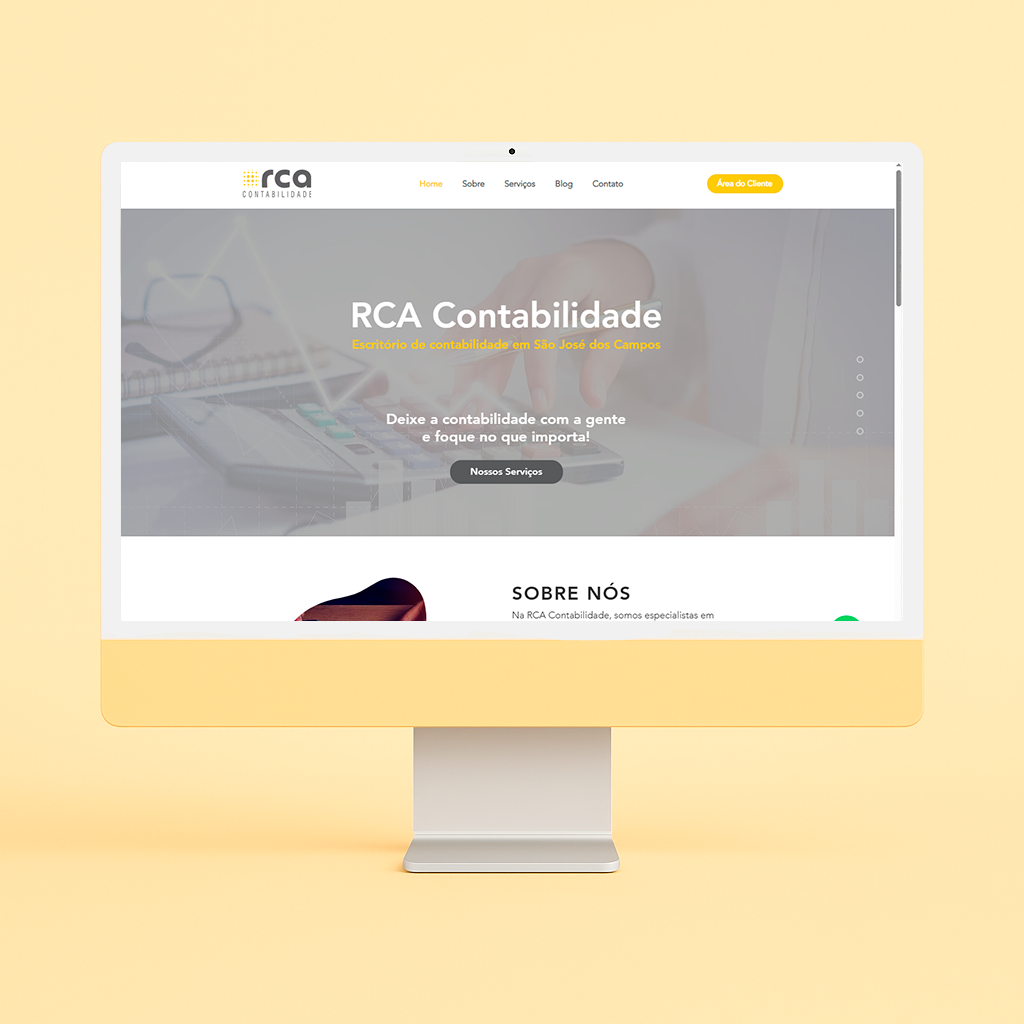 rca
CONTABILIDADE
Home Sobre Serviços Blog Contato
Área do Cliente
RCA Contabilidade
Escritório de contabilidade em São José dos Campos
Deixe a contabilidade com a gente
e foque no que importa!
Nossos Serviços
SOBRE NÓS
Na RCA Contabilidade, somos especialistas em